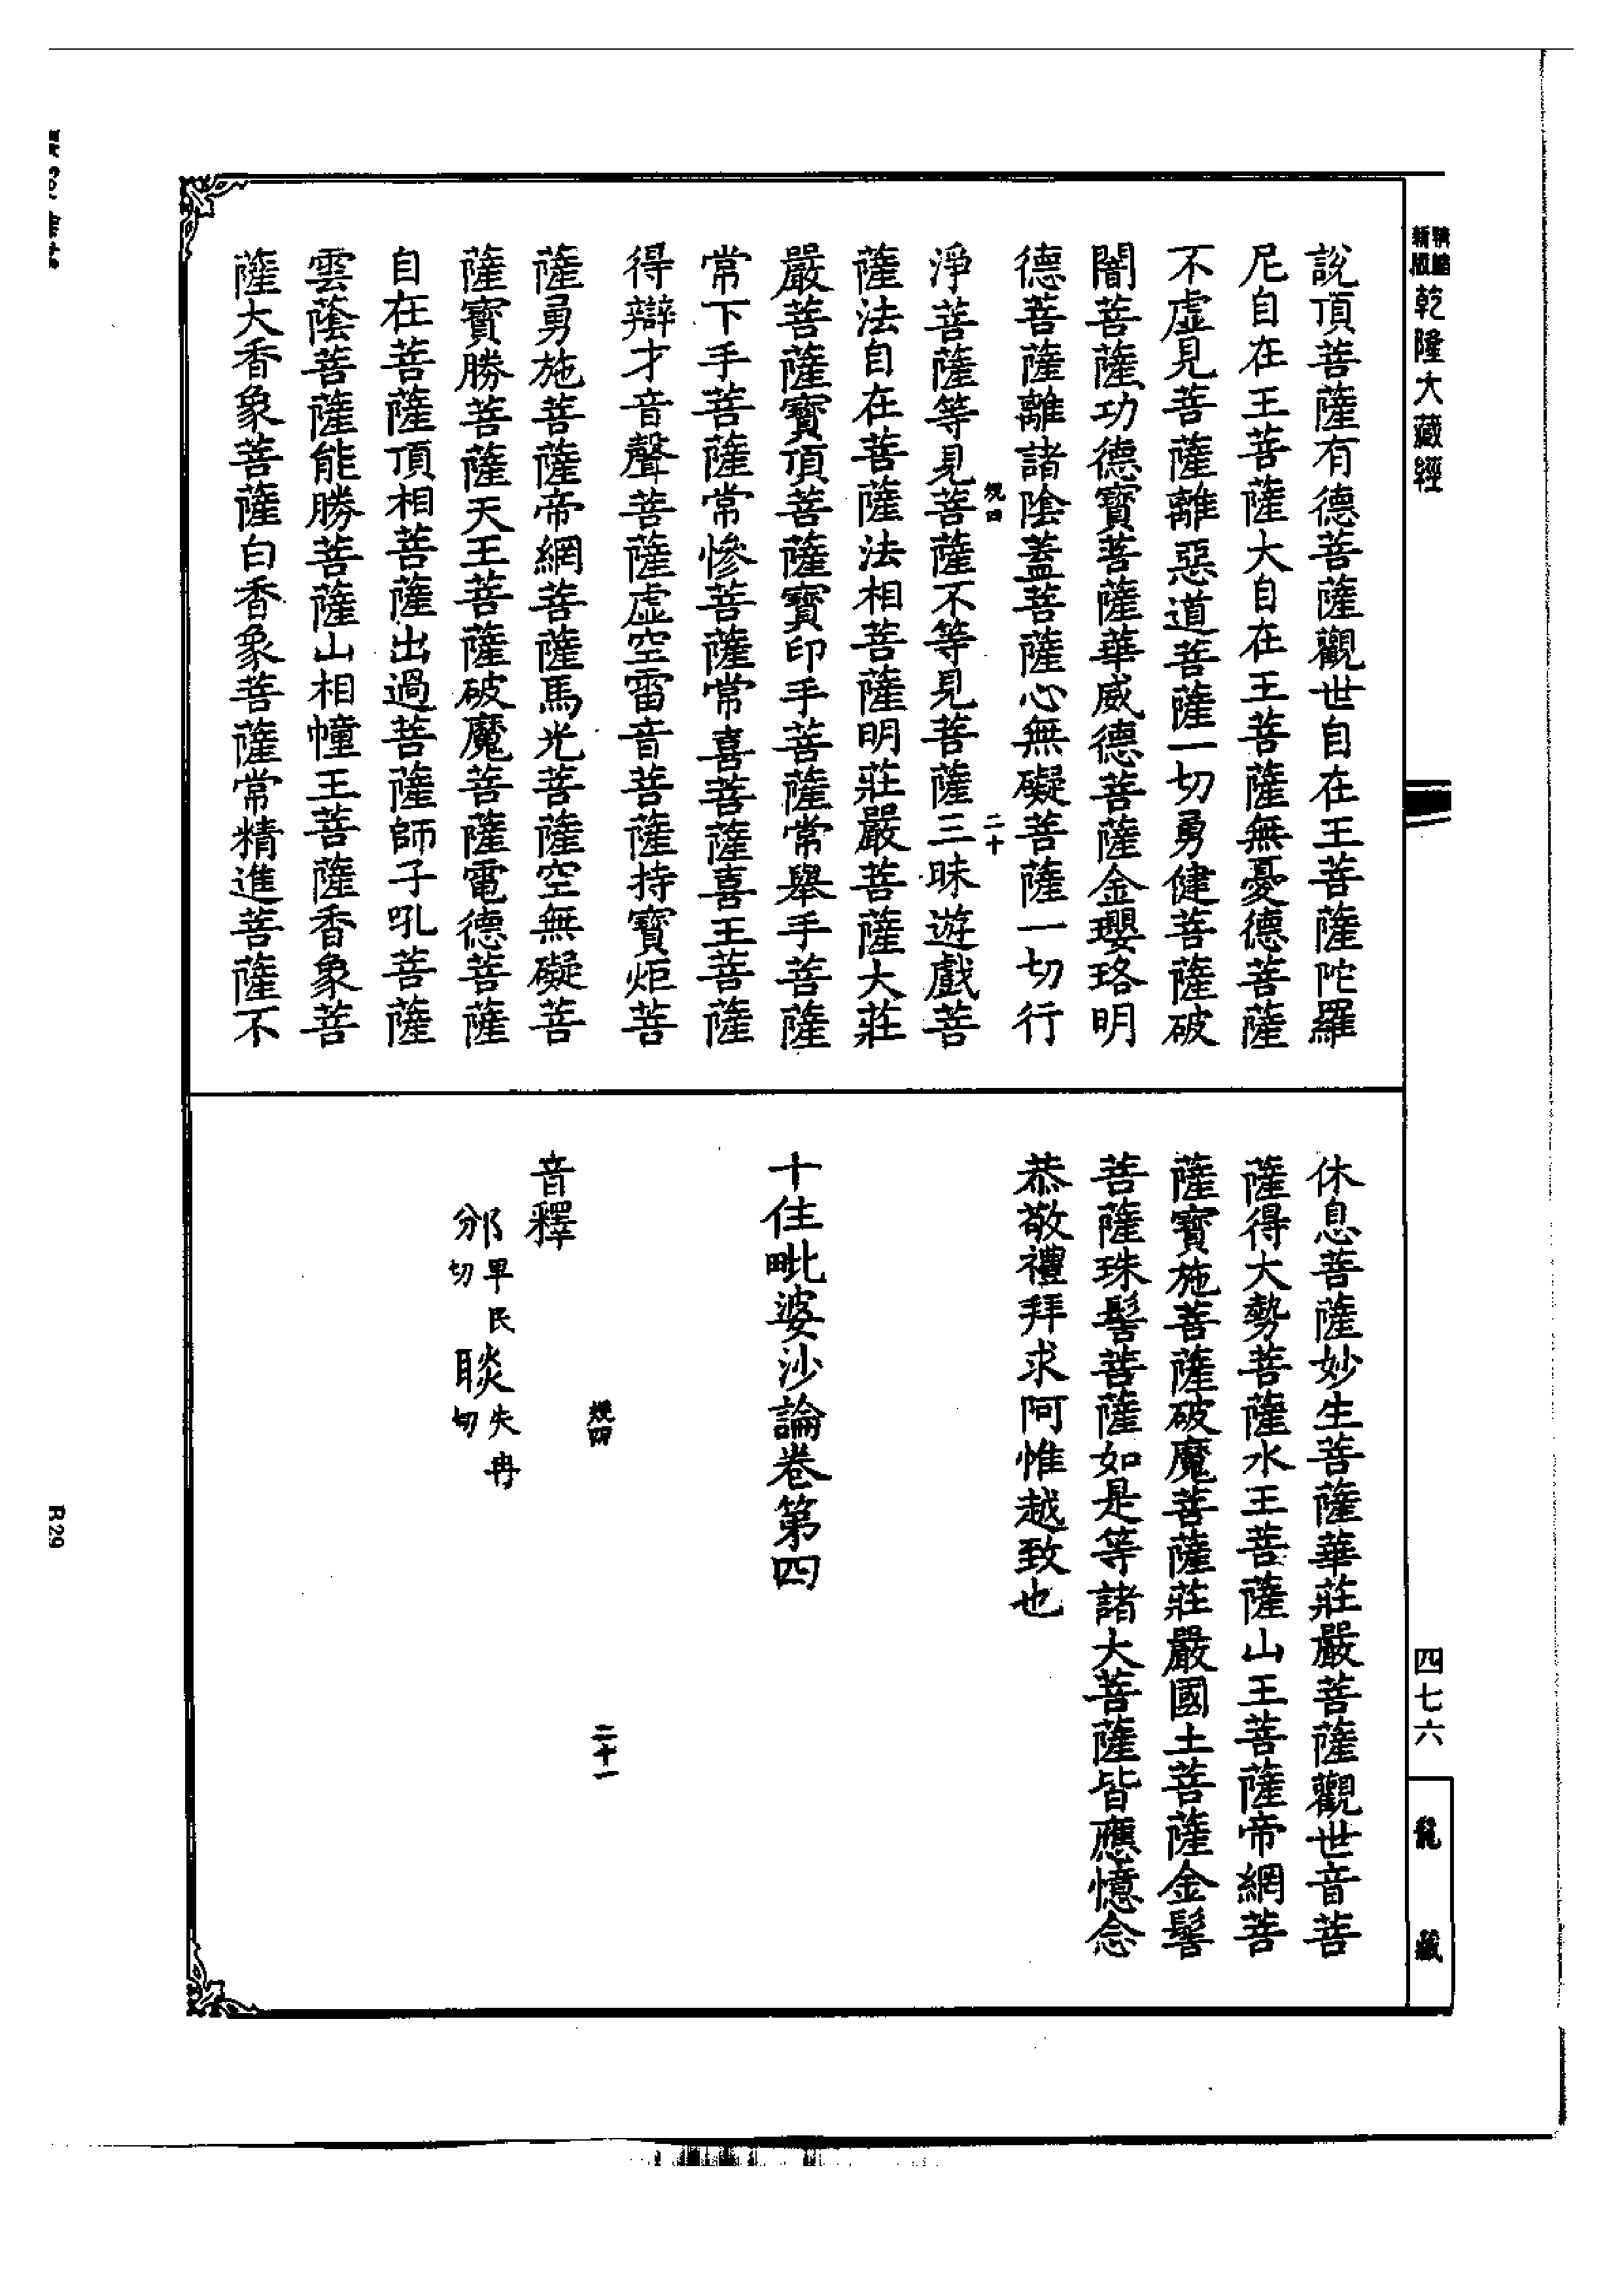 新版
乾隆大藏經
四七六
龍藏
說頂菩薩有德菩薩觀世自在王菩薩陀羅
尼自在王菩薩大自在王菩薩無憂德菩薩
不虛見菩薩離惡道菩薩一切勇健菩薩破
闇菩薩功德寶菩薩華威德菩薩金瓔珞明
德菩薩離諸陰蓋菩薩心無礙菩薩一切行
淨菩薩等見菩薩不等見菩薩三昧遊戲菩
二十
薩法自在菩薩法相菩薩明莊嚴菩薩大莊
嚴菩薩寶頂菩薩寶印手菩薩常舉手菩薩
常下手菩薩常慘菩薩常喜菩薩喜王菩薩
得辯才音聲菩薩虛空雷音菩薩持寶炬菩
薩勇施菩薩帝網菩薩馬光菩薩空無礙菩
薩寶勝菩薩天王菩薩破魔菩薩電德菩薩
自在菩薩頂相菩薩出過菩薩師子吼菩薩
雲蔭菩薩能勝菩薩山相幢王菩薩香象菩
薩大香象菩薩白香象菩薩常精進菩薩不
休息菩薩妙生菩薩華莊嚴菩薩觀世音菩
薩得大勢菩薩水王菩薩山王菩薩帝網菩
薩寶施菩薩破魔菩薩莊嚴國土菩薩金髻
菩薩珠髻菩薩如是等諸大菩薩皆應憶念
恭敬禮拜求阿惟越致也
十住毗婆沙論卷第四
二十一
音釋
邠畀民切 睒失冉切
R29